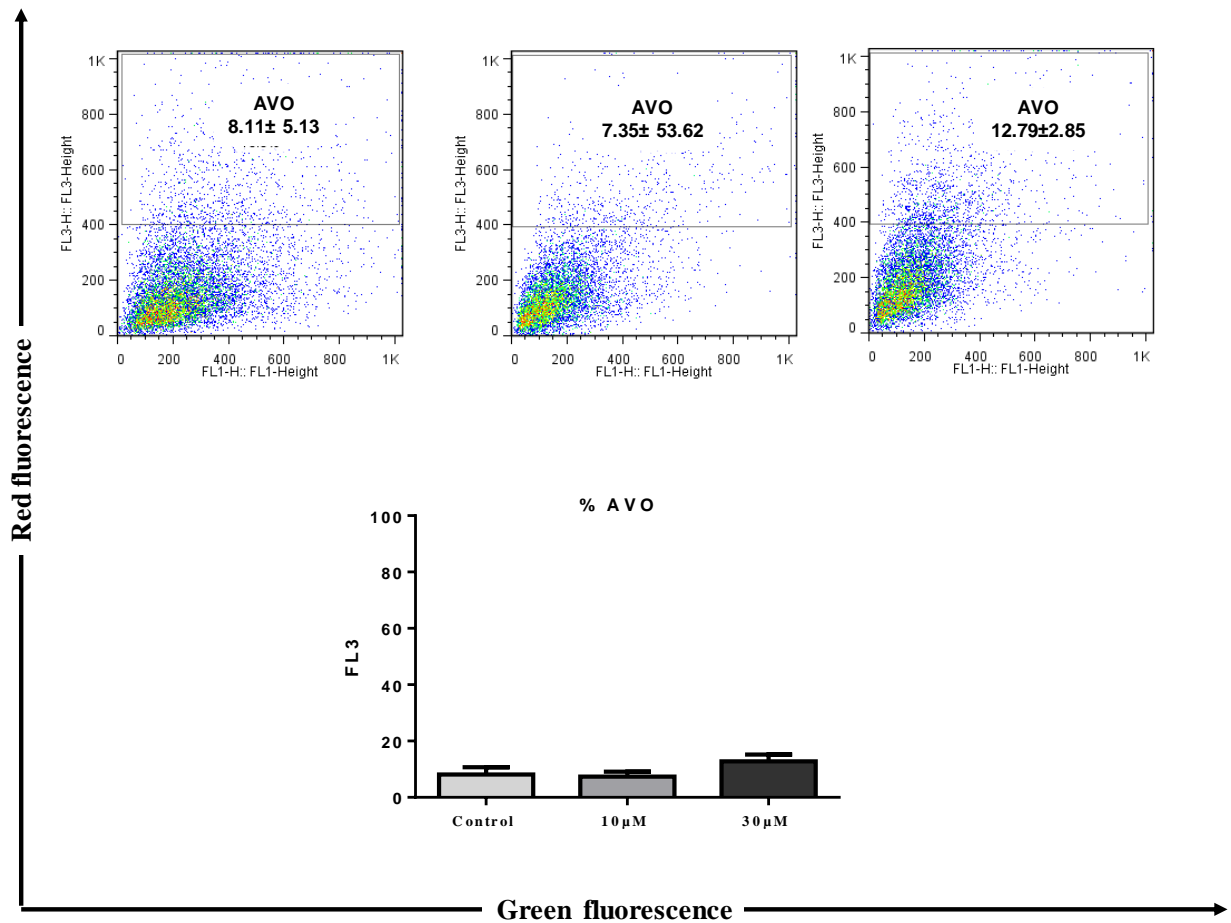 Red fluorescence
1K
800
600
400
200
0
FL3-H:: FL3-Height
AVO
8.11± 5.13
0 200 400 600 800 1K
FL1-H:: FL1-Height
1K
800
600
400
200
0
FL3-H:: FL3-Height
AVO
7.35± 53.62
0 200 400 600 800 1K
FL1-H:: FL1-Height
1K
800
600
400
200
0
FL3-H:: FL3-Height
AVO
12.79±2.85
0 200 400 600 800 1K
FL1-H:: FL1-Height
% AVO
100
80
60
40
20
0
FL3
Control 10µM 30µM
Green fluorescence